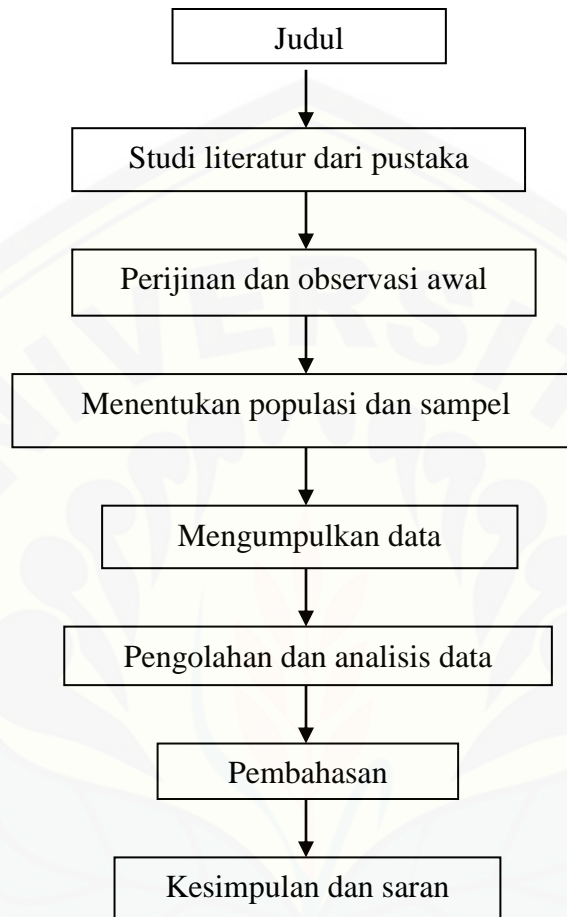 Judul
Studi literatur dari pustaka
Perijinan dan observasi awal
Menentukan populasi dan sampel
Mengumpulkan data
Pengolahan dan analisis data
Pembahasan
Kesimpulan dan saran